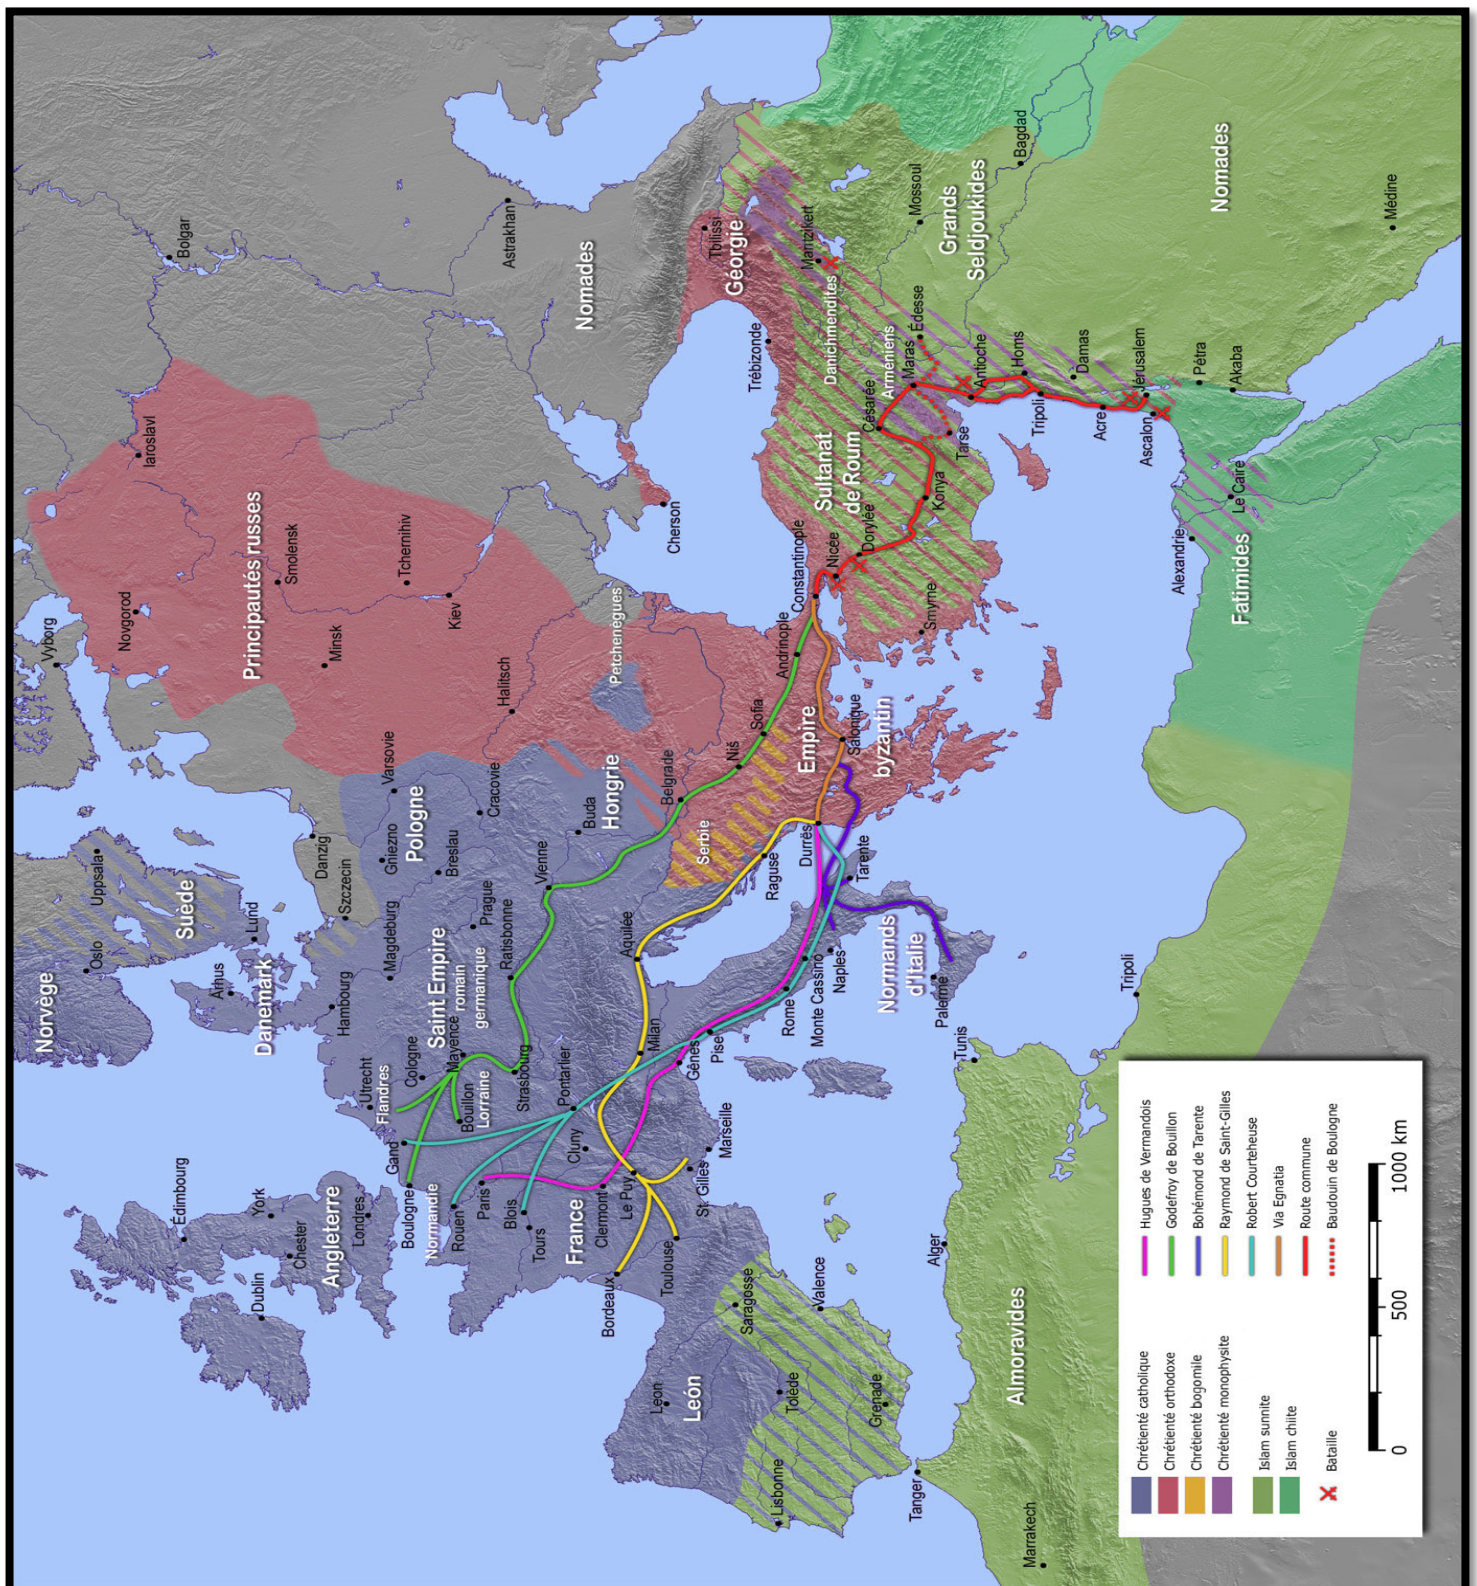 Norvège
Oslo
Uppsala
Suède
Vyborg
Novgorod
Iaroslavl
Bolgar
Edimbourg
Dublin
York
Chester
Angleterre
Londres
Århus
Danemark
Lund
Hambourg
Szczecin
Danzig
Principautés russes
Smolensk
Minsk
Tchernihiv
Kiev
Astrakhan
Nomades
Utrecht
Flandres
Gand
Boulogne
Cologne
Magdeburg
Gniezno
Varsovie
Pologne
Breslau
Cracovie
Prague
Saint Empire
romain
germanique
Mayence
Bouillon
Lorraine
Normandie
Rouen
Paris
Blois
Tours
Strasbourg
Ratisbonne
Vienne
Buda
Hongrie
Halitsch
Petchenègues
Cherson
Pontarlier
Cluny
France
Clermont
Le Puy
Bordeaux
Toulouse
St. Gilles
Marseille
Milan
Gênes
Pise
Aquilée
Belgrade
Serbie
Niš
Sofia
Raguse
Durrës
Andrinople
Constantinople
Empire
byzantin
Salonique
Trébizonde
Géorgie
Tbilissi
Mantzikert
Danichmendites
Leon
León
Saragosse
Valence
Tolède
Lisbonne
Grenade
Rome
Monte Cassino
Naples
Tarente
Normands
d'Italie
Palerme
Nicée
Dorylée
Smyrne
Sultanat
de Roum
Konya
Césarée
Arméniens
Maras
Édesse
Tarse
Antioche
Mossoul
Grands
Seldjoukides
Bagdad
Tanger
Alger
Tunis
Tripoli
Almoravides
Marrakech
Homs
Tripoli
Damas
Acre
Jérusalem
Ascalon
Pétra
Akaba
Alexandrie
Le Caire
Fatimides
Nomades
Médine
Chrétienté catholique
Chrétienté orthodoxe
Chrétienté bogomile
Chrétienté monophysite
Islam sunnite
Islam chiite
Bataille
Hugues de Vermandois
Godefroy de Bouillon
Bohémond de Tarente
Raymond de Saint-Gilles
Robert Courteheuse
Via Egnatia
Route commune
Baudouin de Boulogne
0
500
1000 km